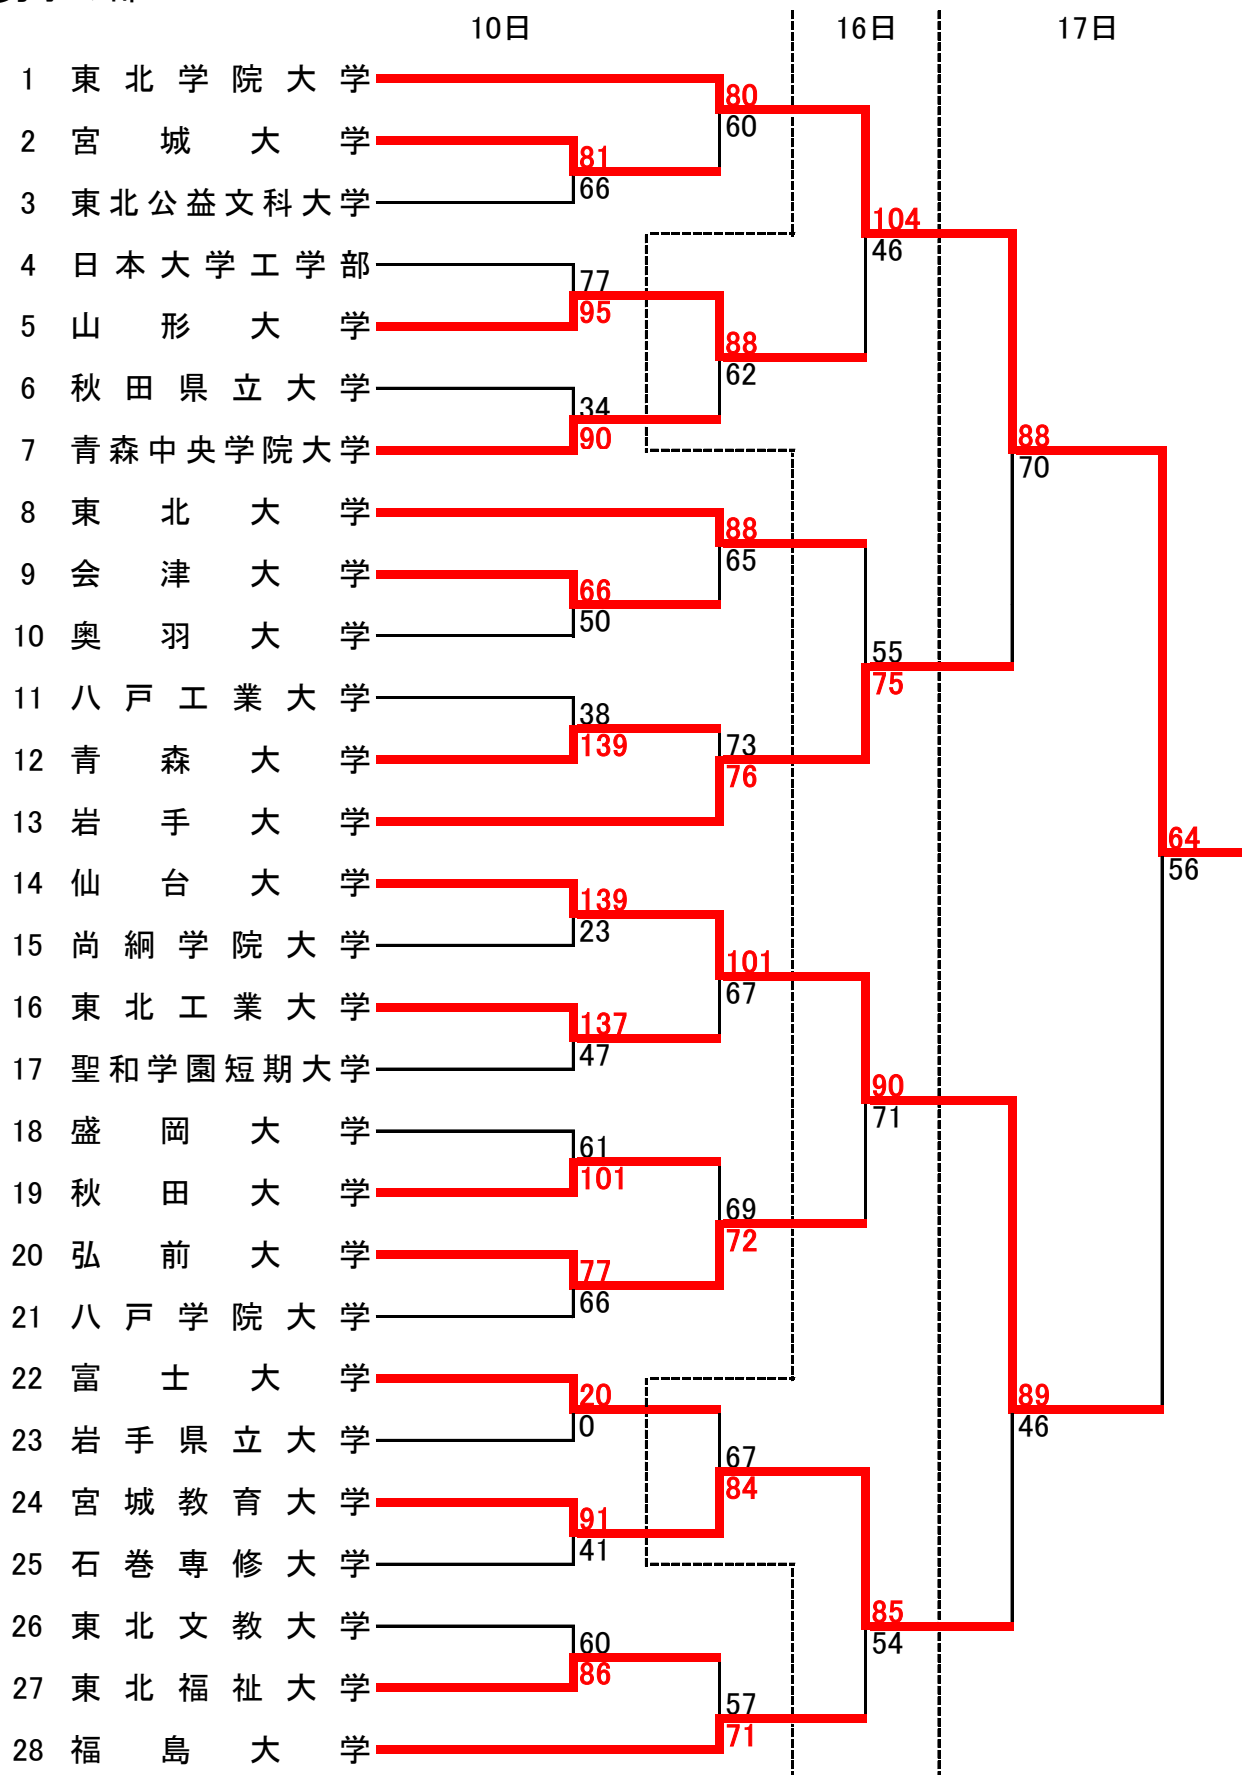 10日 16日 17日
1 東北学院大学
80
60
2 宮城大学
81
66
3 東北公益文科大学
104
46
4 日本大学工学部
77
95
5 山形大学
88
62
6 秋田県立大学
34
90
7 青森中央学院大学
88
70
8 東北大学
88
65
9 会津大学
66
50
10 奥羽大学
55
75
11 八戸工業大学
38
139
12 青森大学
73
76
13 岩手大学
64
56
14 仙台大学
139
23
15 尚絅学院大学
101
67
16 東北工業大学
137
47
17 聖和学園短期大学
90
71
18 盛岡大学
61
101
19 秋田大学
69
72
20 弘前大学
77
66
21 八戸学院大学
22 富士大学
20
0
89
46
23 岩手県立大学
67
84
24 宮城教育大学
91
41
25 石巻専修大学
85
54
26 東北文教大学
60
86
27 東北福祉大学
57
71
28 福島大学